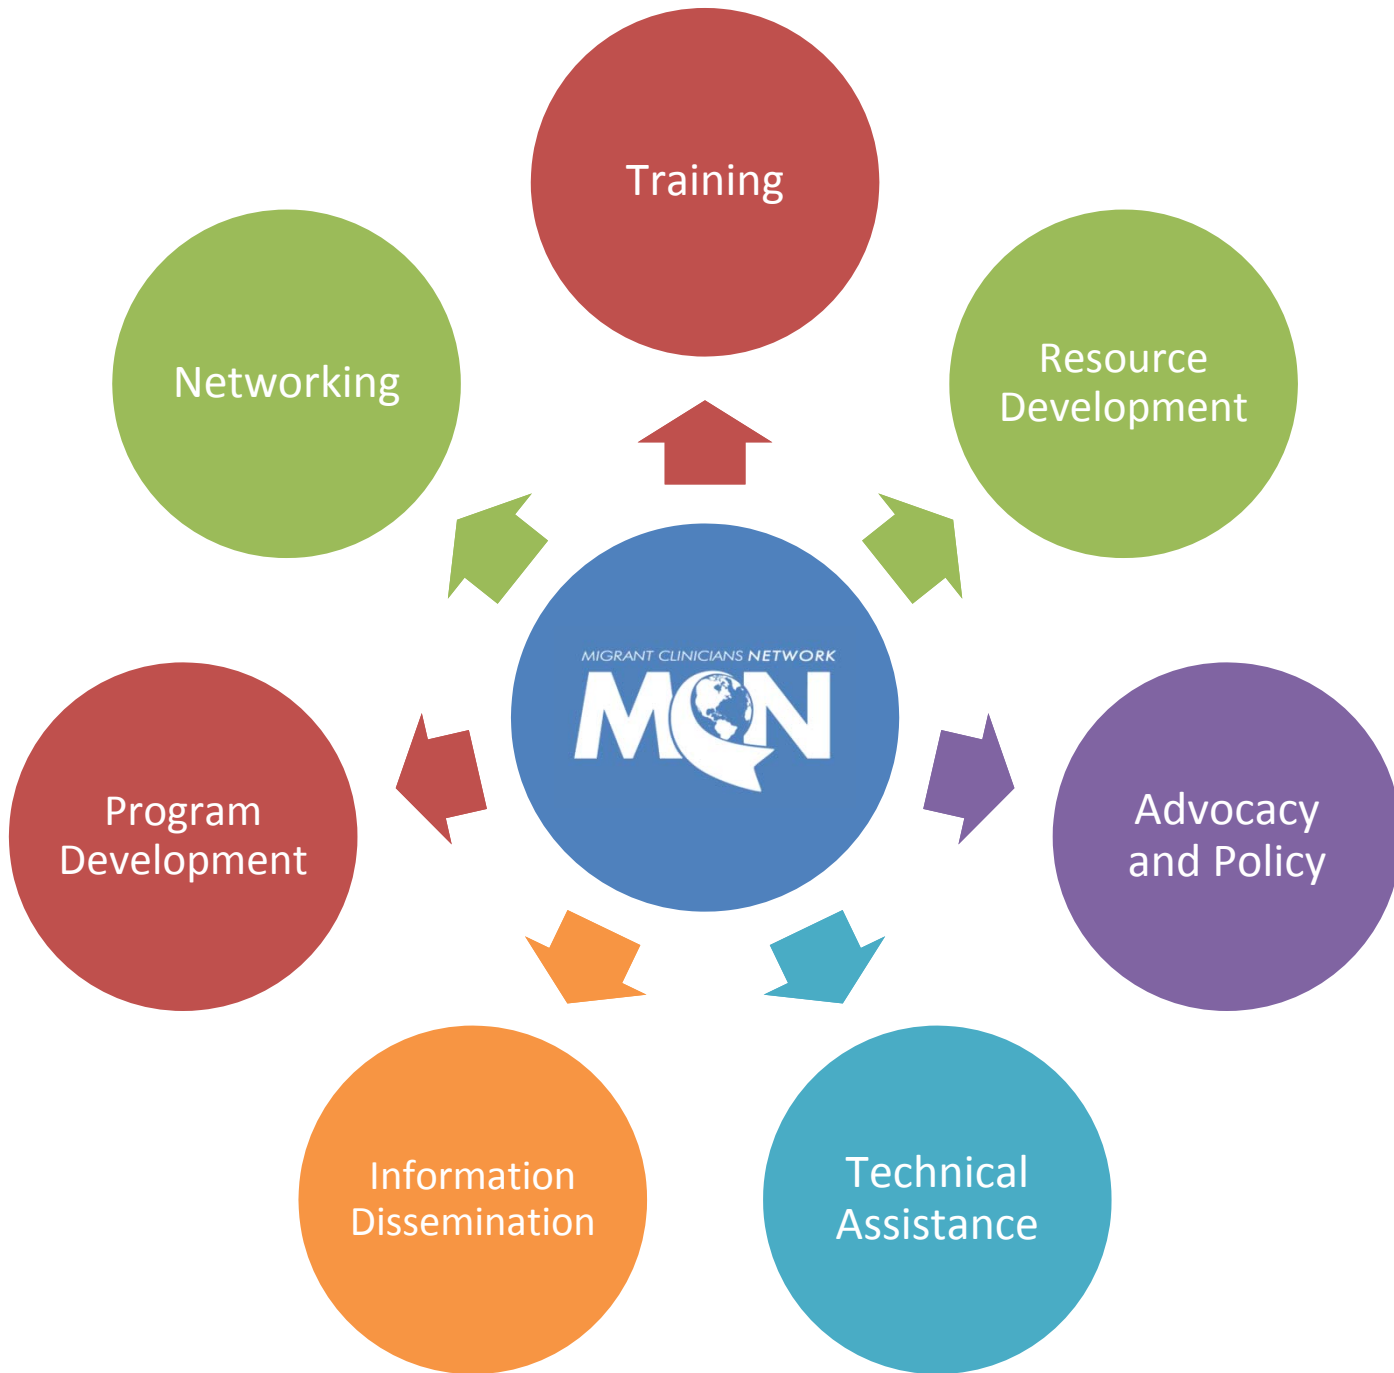 Training
Networking
Resource
Development
MIGRANT CLINICIANS NETWORK
MCN
Program
Development
Advocacy
and Policy
Information
Dissemination
Technical
Assistance